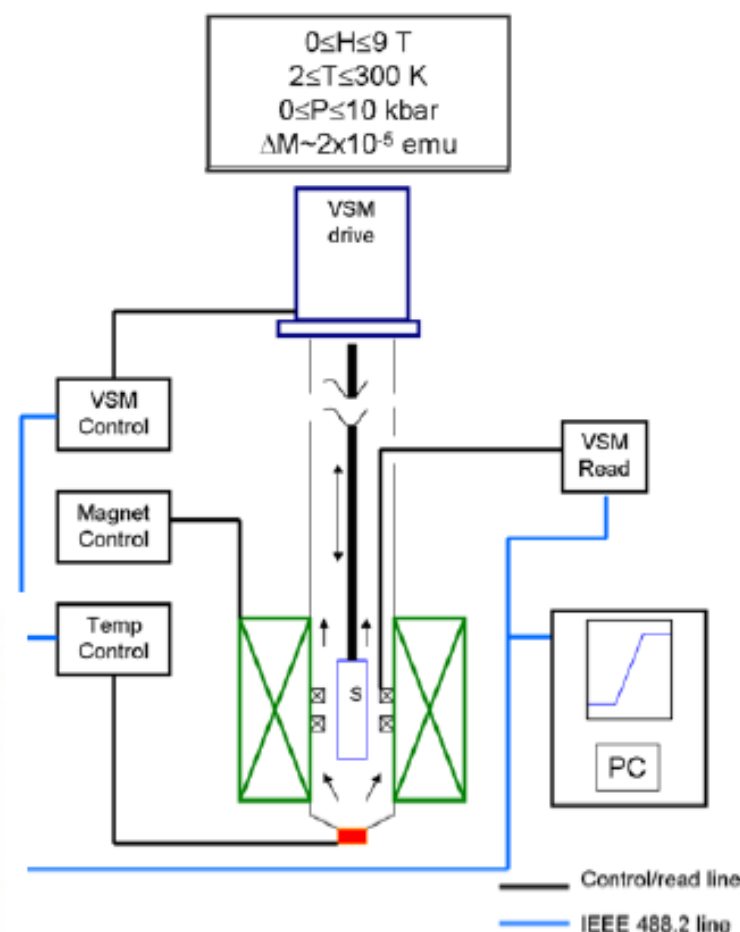 0≤H≤9 T
2≤T≤300 K
0≤P≤10 kbar
ΔM~2x10⁻⁵ emu
VSM
drive
VSM
Control
VSM
Read
Magnet
Control
Temp
Control
S
PC
Control/read line
IEEE 488.2 ling